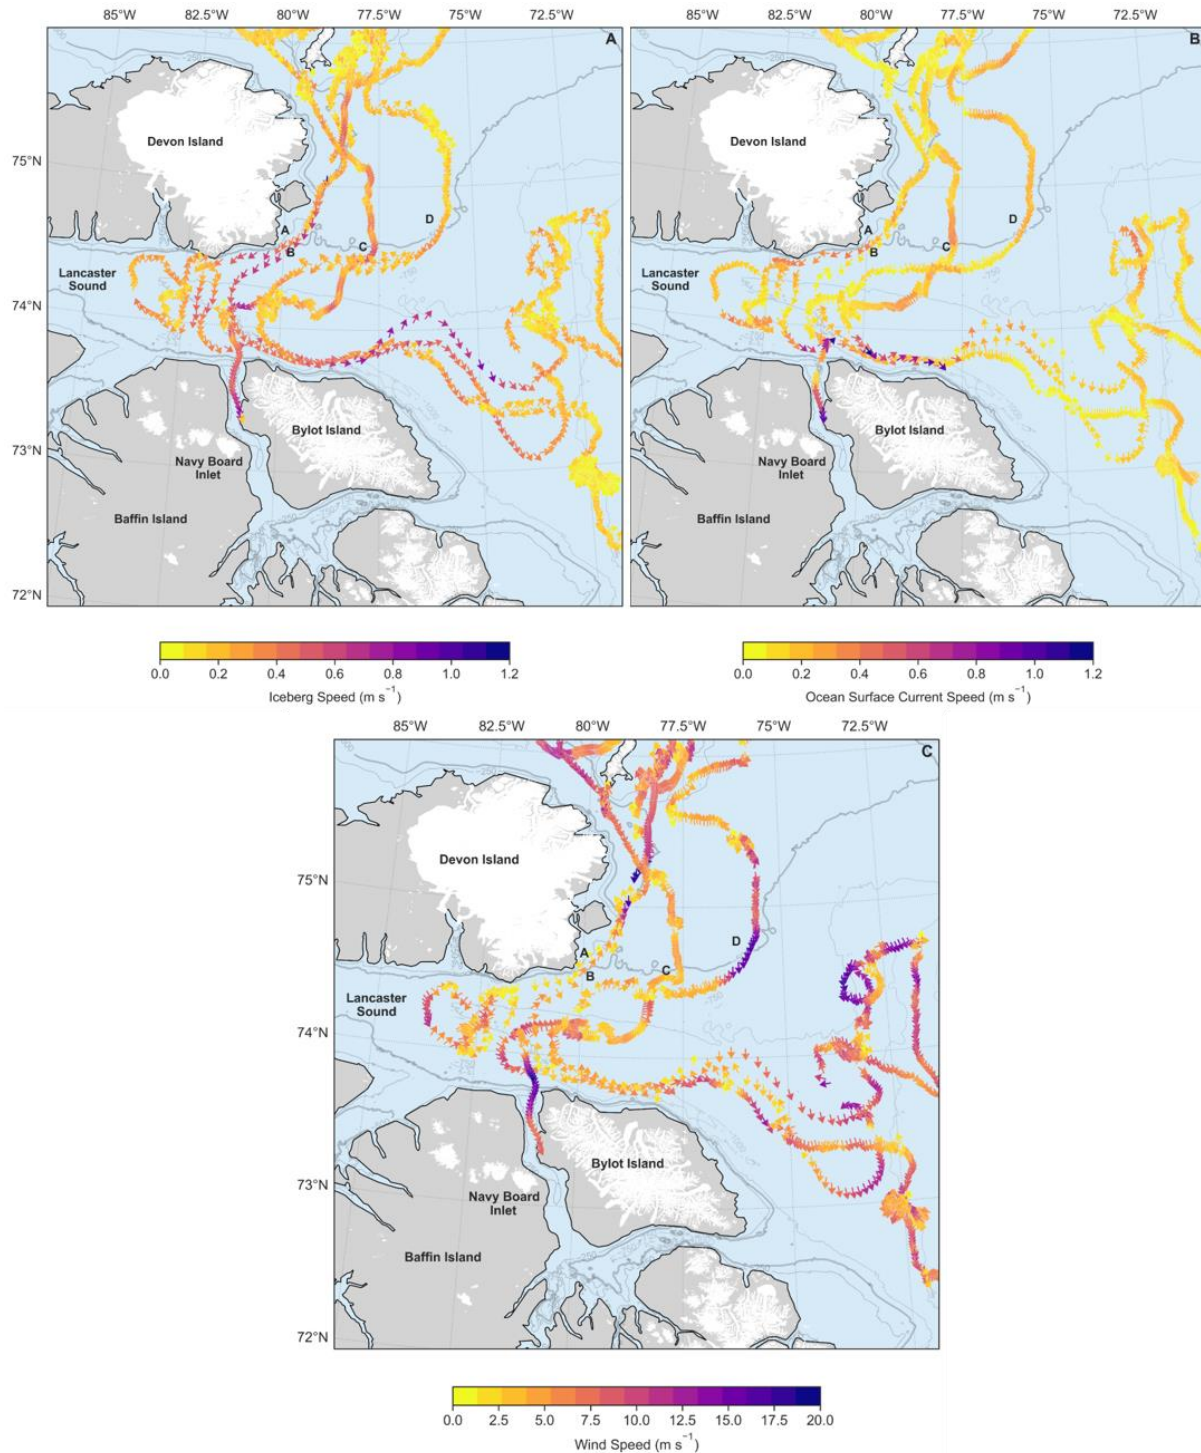 85°W 82.5°W 80°W 77.5°W 75°W 72.5°W
A
75°N
74°N
73°N
72°N
Devon Island
D
A
B
C
Lancaster
Sound
Bylot Island
Navy Board
Inlet
Baffin Island
0.0 0.2 0.4 0.6 0.8 1.0 1.2
Iceberg Speed (m s⁻¹)
85°W 82.5°W 80°W 77.5°W 75°W 72.5°W
B
Devon Island
D
A
B
C
Lancaster
Sound
Bylot Island
Navy Board
Inlet
Baffin Island
0.0 0.2 0.4 0.6 0.8 1.0 1.2
Ocean Surface Current Speed (m s⁻¹)
85°W 82.5°W 80°W 77.5°W 75°W 72.5°W
C
75°N
74°N
73°N
72°N
Devon Island
D
A
B
C
Lancaster
Sound
Bylot Island
Navy Board
Inlet
Baffin Island
0.0 2.5 5.0 7.5 10.0 12.5 15.0 17.5 20.0
Wind Speed (m s⁻¹)